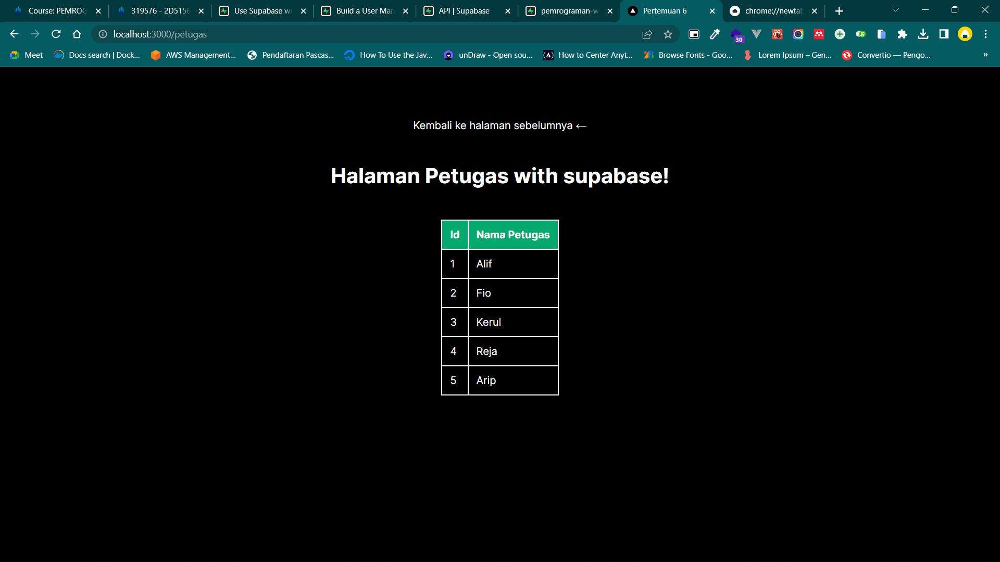 Course: PEMROG
319576 - 2D5156
Use Supabase wi
Build a User Man
API | Supabase
pemrograman-w
Pertemuan 6
chrome://newtab
localhost:3000/petugas
30
Meet
Docs search | Dock...
AWS Management...
Pendaftaran Pascas...
How To Use the Jav...
unDraw - Open sou...
How to Center Anyt...
Browse Fonts - Goo...
Lorem Ipsum – Gen...
Convertio — Pengo...
»
Kembali ke halaman sebelumnya ←
Halaman Petugas with supabase!
Id Nama Petugas
1 Alif
2 Fio
3 Kerul
4 Reja
5 Arip